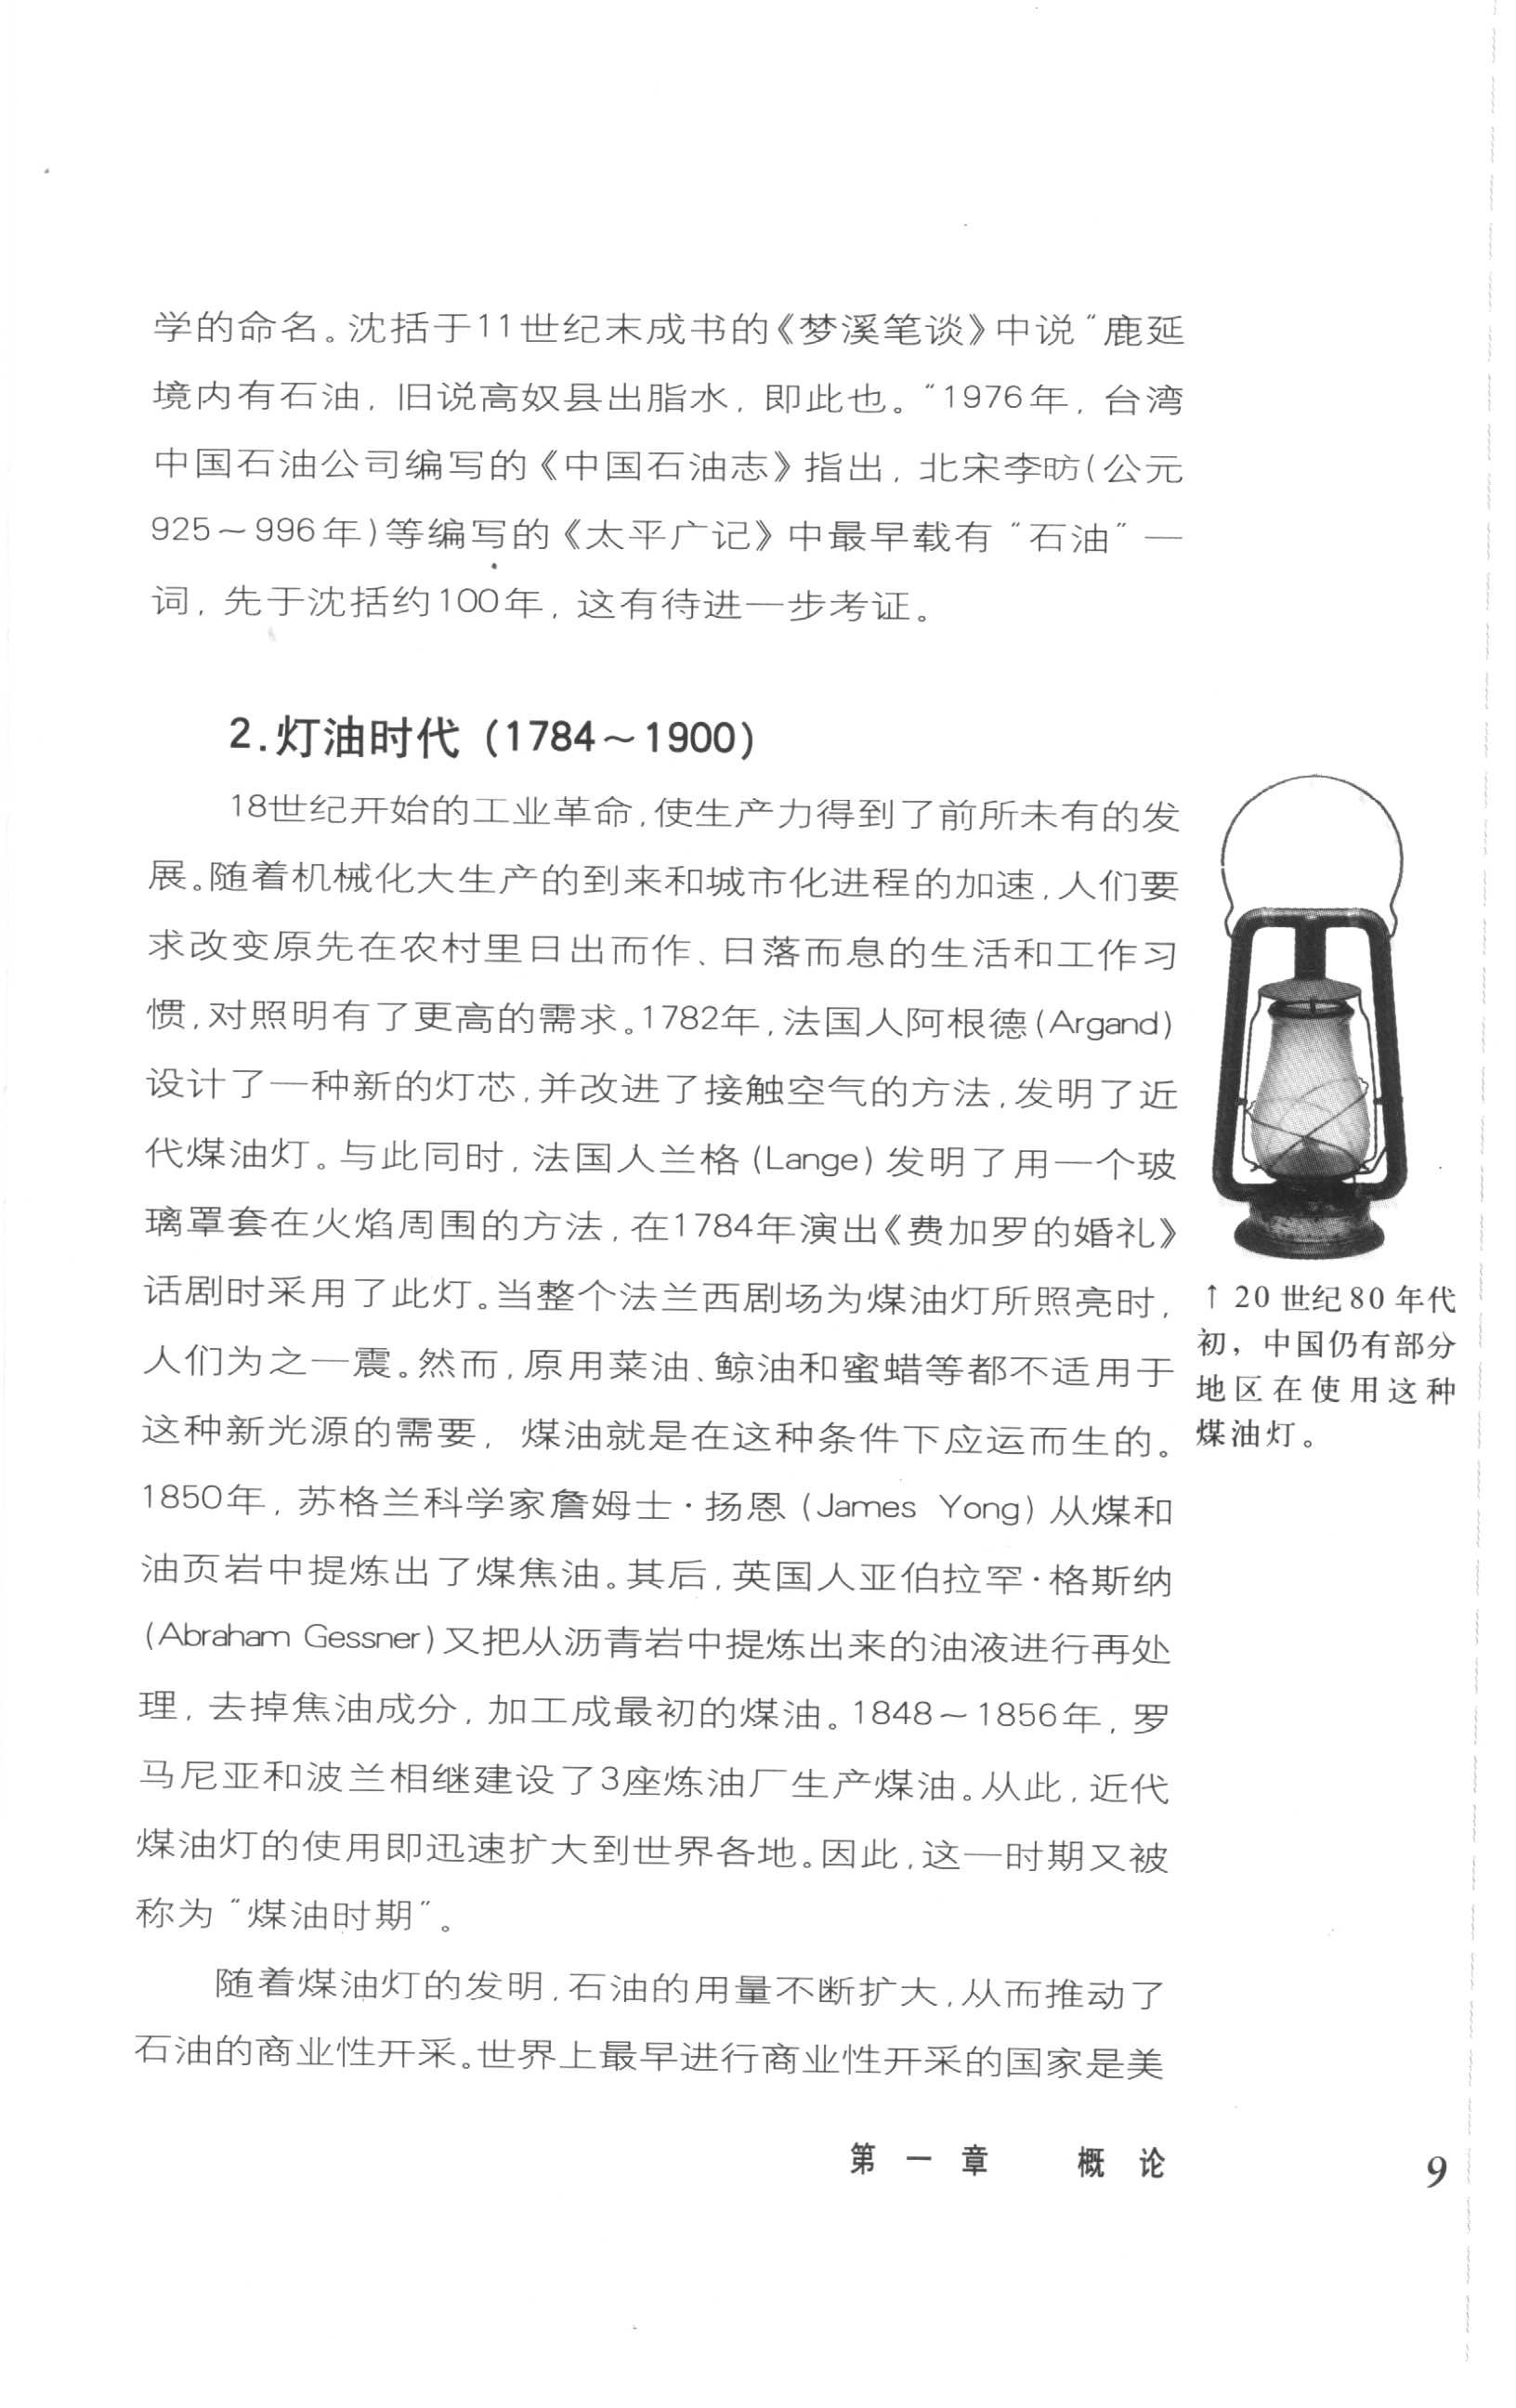 学的命名。沈括于11世纪末成书的《梦溪笔谈》中说“鹿延
境内有石油，旧说高奴县出脂水，即此也。“1976年，台湾
中国石油公司编写的《中国石油志》指出，北宋李昉(公元
925～996年)等编写的《太平广记》中最早载有“石油”一
词，先于沈括约100年，这有待进一步考证。
2.灯油时代（1784～1900）
18世纪开始的工业革命，使生产力得到了前所未有的发
展。随着机械化大生产的到来和城市化进程的加速，人们要
求改变原先在农村里日出而作、日落而息的生活和工作习
惯，对照明有了更高的需求。1782年，法国人阿根德(Argand)
设计了一种新的灯芯，并改进了接触空气的方法，发明了近
代煤油灯。与此同时，法国人兰格(Lange)发明了用一个玻
璃罩套在火焰周围的方法，在1784年演出《费加罗的婚礼》
话剧时采用了此灯。当整个法兰西剧场为煤油灯所照亮时，
人们为之一震。然而，原用菜油、鲸油和蜜蜡等都不适用于
这种新光源的需要，煤油就是在这种条件下应运而生的。
1850年，苏格兰科学家詹姆士·扬恩(James Yong)从煤和
油页岩中提炼出了煤焦油。其后，英国人亚伯拉罕·格斯纳
(Abraham Gessner)又把从沥青岩中提炼出来的油液进行再处
理，去掉焦油成分，加工成最初的煤油。1848～1856年，罗
马尼亚和波兰相继建设了3座炼油厂生产煤油。从此，近代
煤油灯的使用即迅速扩大到世界各地。因此，这一时期又被
称为“煤油时期”。
随着煤油灯的发明，石油的用量不断扩大，从而推动了
石油的商业性开采。世界上最早进行商业性开采的国家是美
↑ 20世纪80年代
初，中国仍有部分
地区在使用这种
煤油灯。
第一章 概论
9